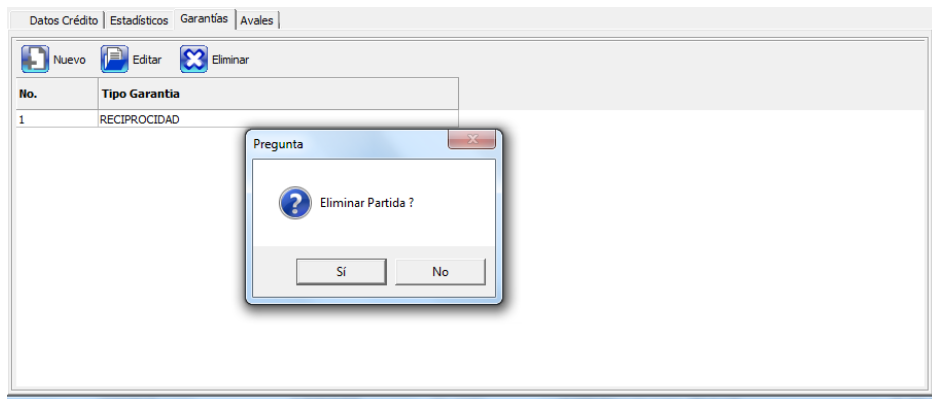 Datos Crédito Estadísticos Garantías Avales
Nuevo Editar Eliminar
No. Tipo Garantia
1 RECIPROCIDAD
Pregunta
Eliminar Partida ?
Sí No